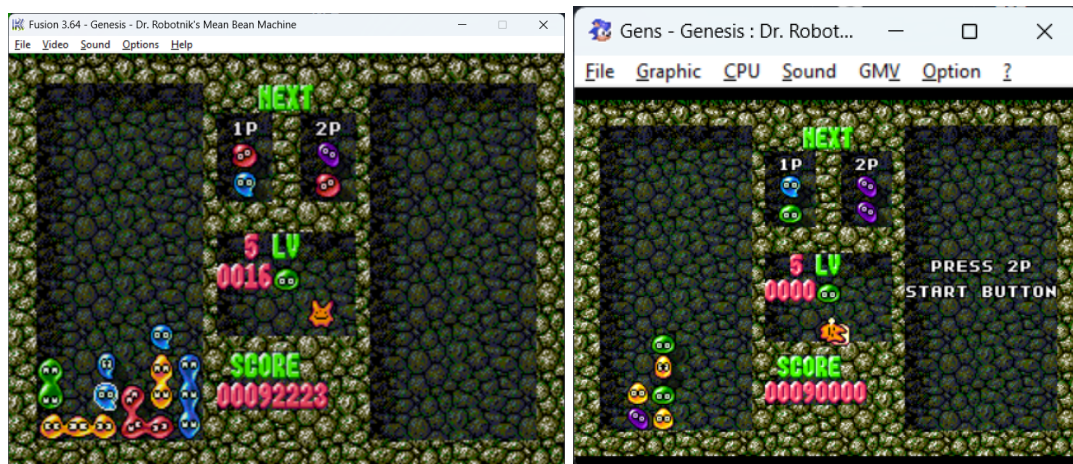 Fusion 3.64 - Genesis - Dr. Robotnik's Mean Bean Machine
File Video Sound Options Help
NEXT
1P 2P
5 LV
0016
SCORE
00092223
Gens - Genesis : Dr. Robot...
File Graphic CPU Sound GMV Option ?
NEXT
1P 2P
5 LV
0000
PRESS 2P
START BUTTON
SCORE
00090000